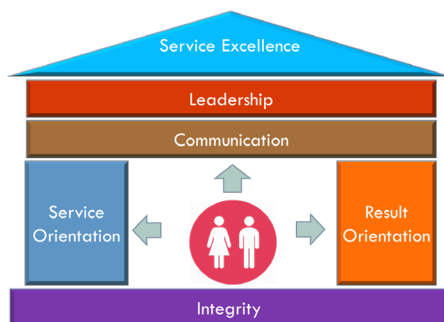 Service Excellence
Leadership
Communication
Service
Orientation
Result
Orientation
Integrity